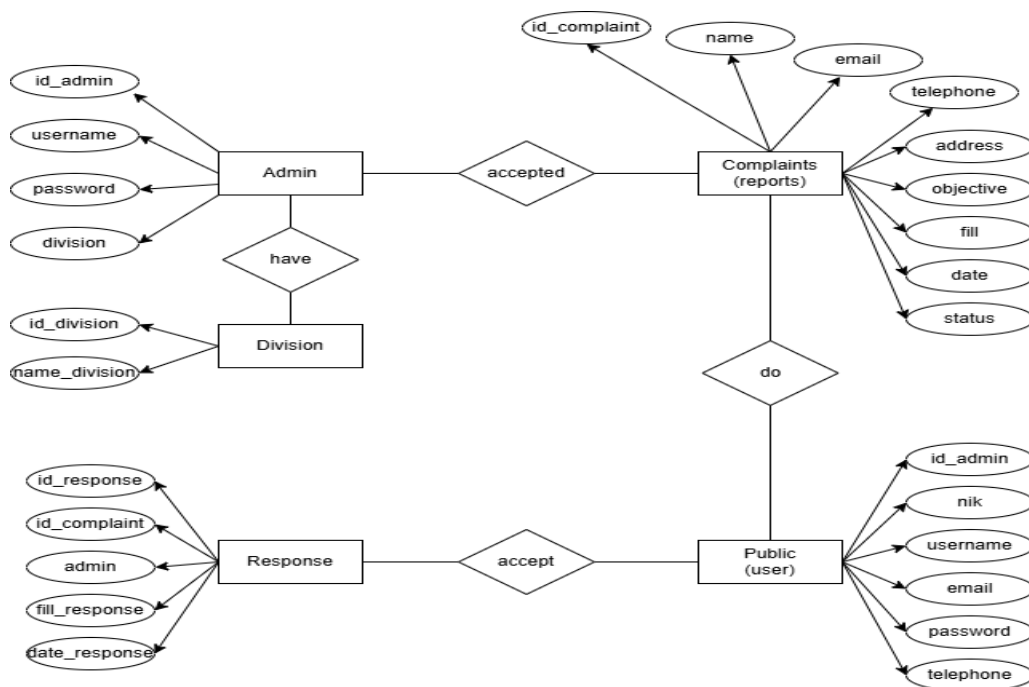 id_complaint
name
email
id_admin
username
password
division
Admin
accepted
Complaints
(reports)
telephone
address
objective
fill
date
status
have
id_division
name_division
Division
do
id_response
id_complaint
admin
fill_response
date_response
Response
accept
Public
(user)
id_admin
nik
username
email
password
telephone